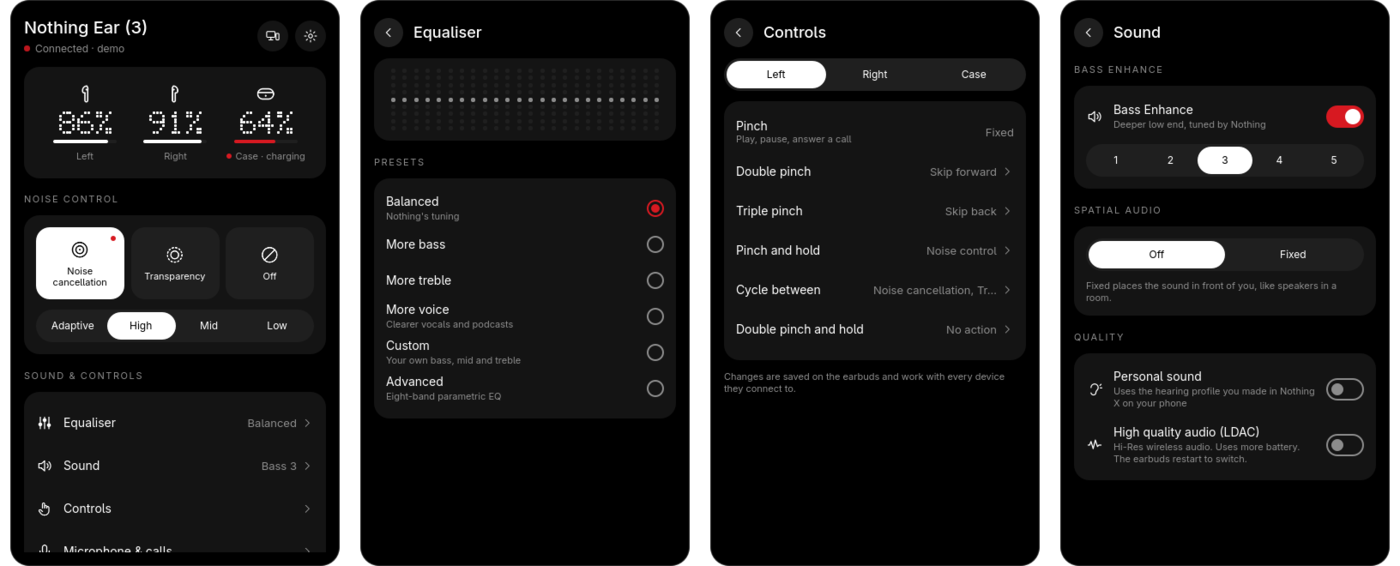 Nothing Ear (3)
Connected · demo
86%
91%
64%
Left
Right
Case · charging
NOISE CONTROL
Noise
cancellation
Transparency
Off
Adaptive
High
Mid
Low
SOUND & CONTROLS
Equaliser
Balanced
Sound
Bass 3
Controls
Microphone & calls
Equaliser
PRESETS
Balanced
Nothing's tuning
More bass
More treble
More voice
Clearer vocals and podcasts
Custom
Your own bass, mid and treble
Advanced
Eight-band parametric EQ
Controls
Left
Right
Case
Pinch
Play, pause, answer a call
Fixed
Double pinch
Skip forward
Triple pinch
Skip back
Pinch and hold
Noise control
Cycle between
Noise cancellation, Tr...
Double pinch and hold
No action
Changes are saved on the earbuds and work with every device
they connect to.
Sound
BASS ENHANCE
Bass Enhance
Deeper low end, tuned by Nothing
1
2
3
4
5
SPATIAL AUDIO
Off
Fixed
Fixed places the sound in front of you, like speakers in a
room.
QUALITY
Personal sound
Uses the hearing profile you made in Nothing
X on your phone
High quality audio (LDAC)
Hi-Res wireless audio. Uses more battery.
The earbuds restart to switch.